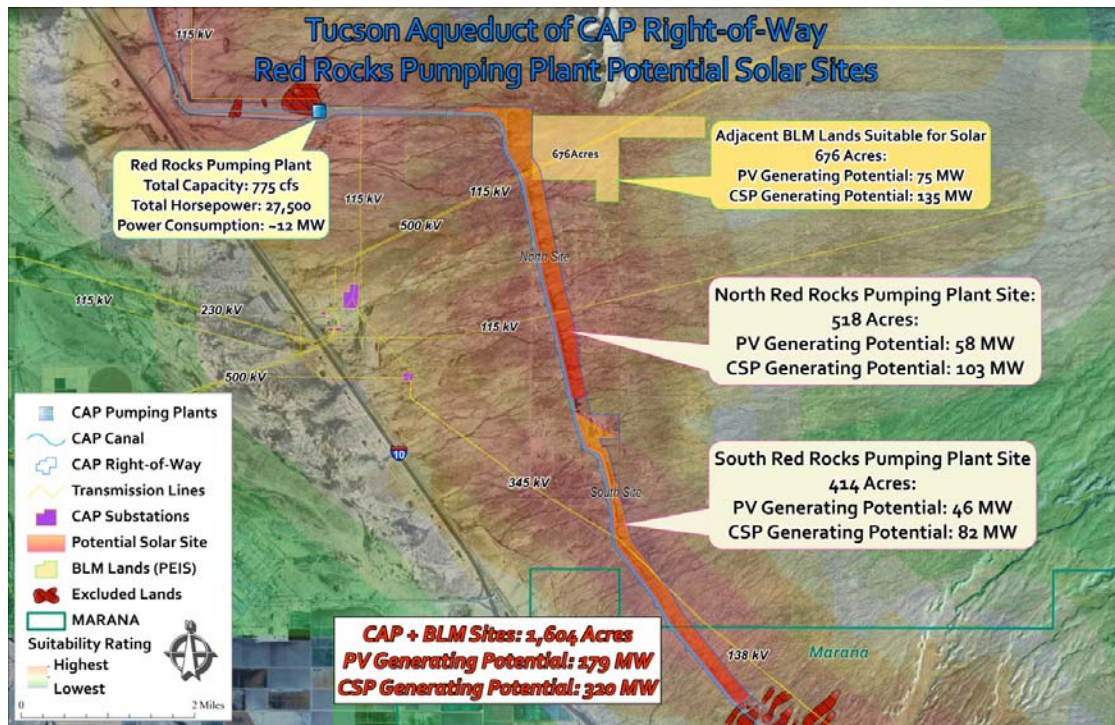 Tucson Aqueduct of CAP Right-of-Way
Red Rocks Pumping Plant Potential Solar Sites
115 kV
Red Rocks Pumping Plant
Total Capacity: 775 cfs
Total Horsepower: 27,500
Power Consumption: ~12 MW
676 Acres
Adjacent BLM Lands Suitable for Solar
676 Acres:
PV Generating Potential: 75 MW
CSP Generating Potential: 135 MW
115 kV
500 kV
North Site
115 kV
230 kV
115 kV
500 kV
North Red Rocks Pumping Plant Site:
518 Acres:
PV Generating Potential: 58 MW
CSP Generating Potential: 103 MW
10
345 kV
South Site
South Red Rocks Pumping Plant Site
414 Acres:
PV Generating Potential: 46 MW
CSP Generating Potential: 82 MW
CAP Pumping Plants
CAP Canal
CAP Right-of-Way
Transmission Lines
CAP Substations
Potential Solar Site
BLM Lands (PEIS)
Excluded Lands
MARANA
Suitability Rating
Highest
Lowest
0
2 Miles
CAP + BLM Sites: 1,604 Acres
PV Generating Potential: 179 MW
CSP Generating Potential: 320 MW
138 kV
Marana